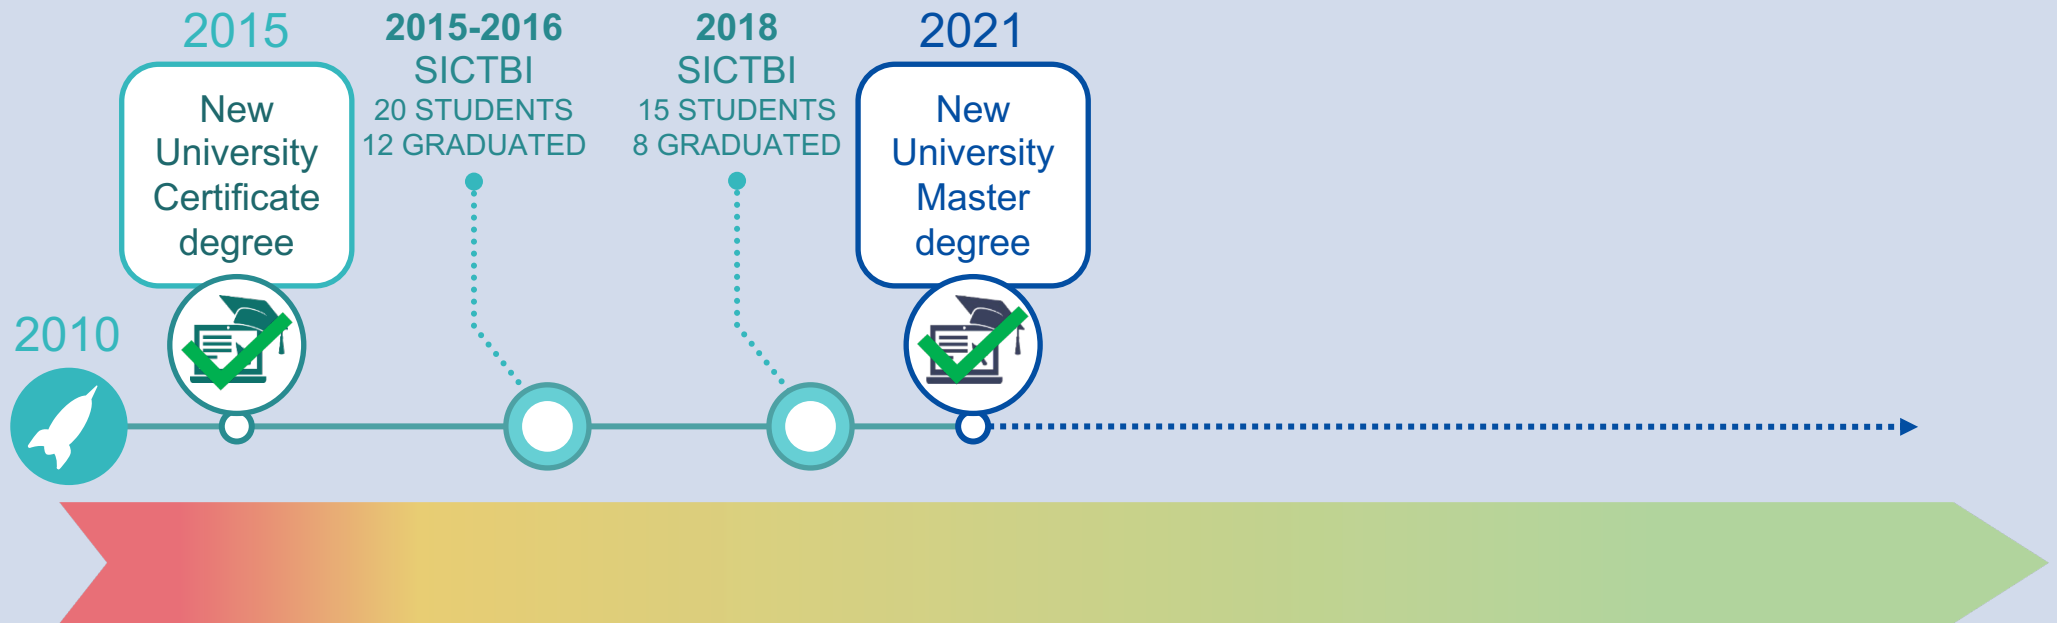 2010
2015
New
University
Certificate
degree
2015-2016
SICTBI
20 STUDENTS
12 GRADUATED
2018
SICTBI
15 STUDENTS
8 GRADUATED
2021
New
University
Master
degree